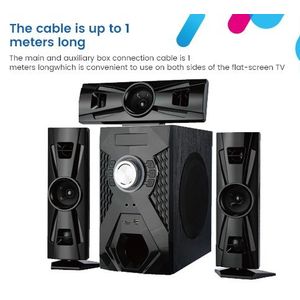 The cable is up to 1
meters long
The main and auxiliary box connection cable is 1
meters longwhich is convenient to use on both sides of the flat-screen TV